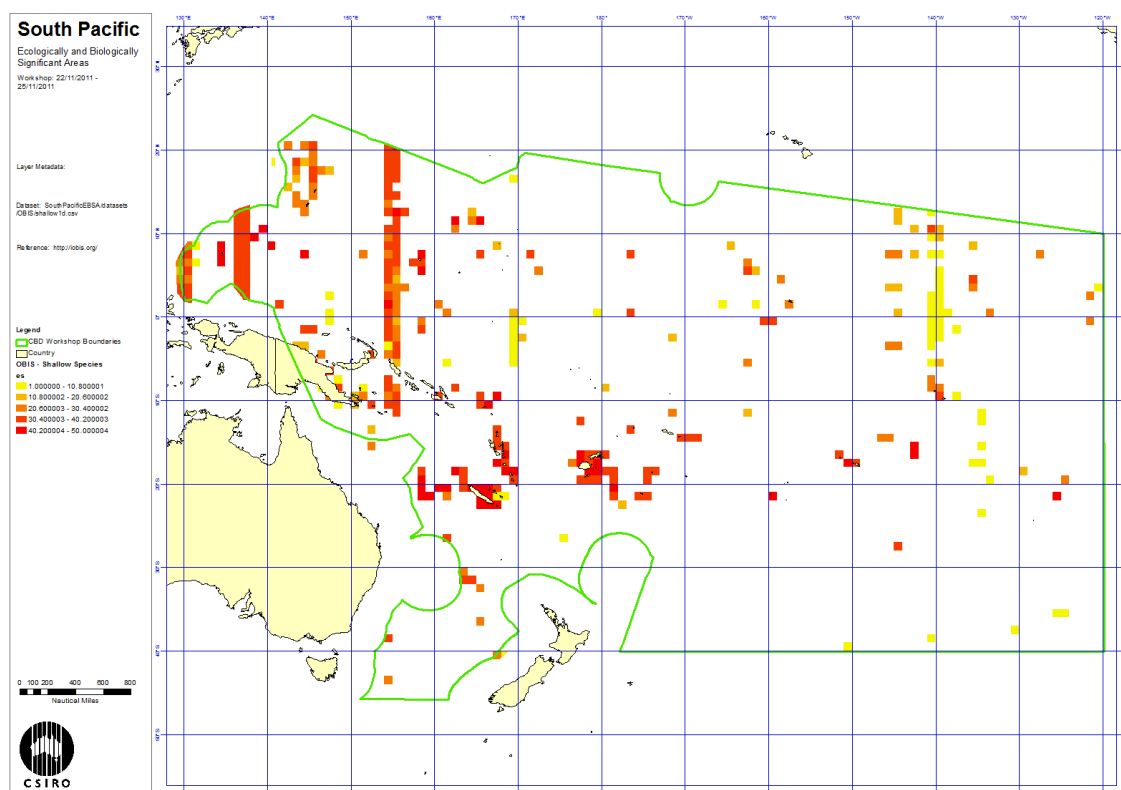 South Pacific
Ecologically and Biologically
Significant Areas
Workshop: 22/11/2011 -
25/11/2011
Layer Metadata:
Dataset: SouthPacificEBSA/datasets
/OBIS/shallow1d.csv
Reference: http://iobis.org/
Legend
CBD Workshop Boundaries
Country
OBIS - Shallow Species
es
1.000000 - 10.800001
10.800002 - 20.600002
20.600003 - 30.400002
30.400003 - 40.200003
40.200004 - 50.000004
0 100 200 400 600 800
Nautical Miles
CSIRO
130°E 140°E 150°E 160°E 170°E 180° 170°W 160°W 150°W 140°W 130°W 120°W